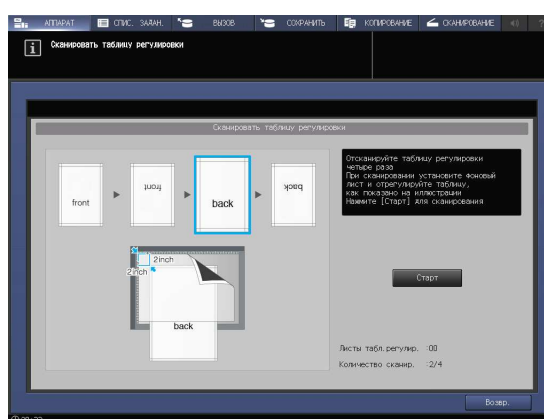 АППАРАТ СПИС. ЗАДАН. ВЫЗОВ СОХРАНИТЬ КОПИРОВАНИЕ СКАНИРОВАНИЕ
Сканировать таблицу регулировки
Сканировать таблицу регулировки
front front back back
Отсканируйте таблицу регулировки
четыре раза
При сканировании установите фоновый
лист и отрегулируйте таблицу,
как показано на иллюстрации
Нажмите [Старт] для сканирования
2inch
2inch
back
Старт
Листы табл.регулир. :00
Количество сканир. :2/4
Возвр.